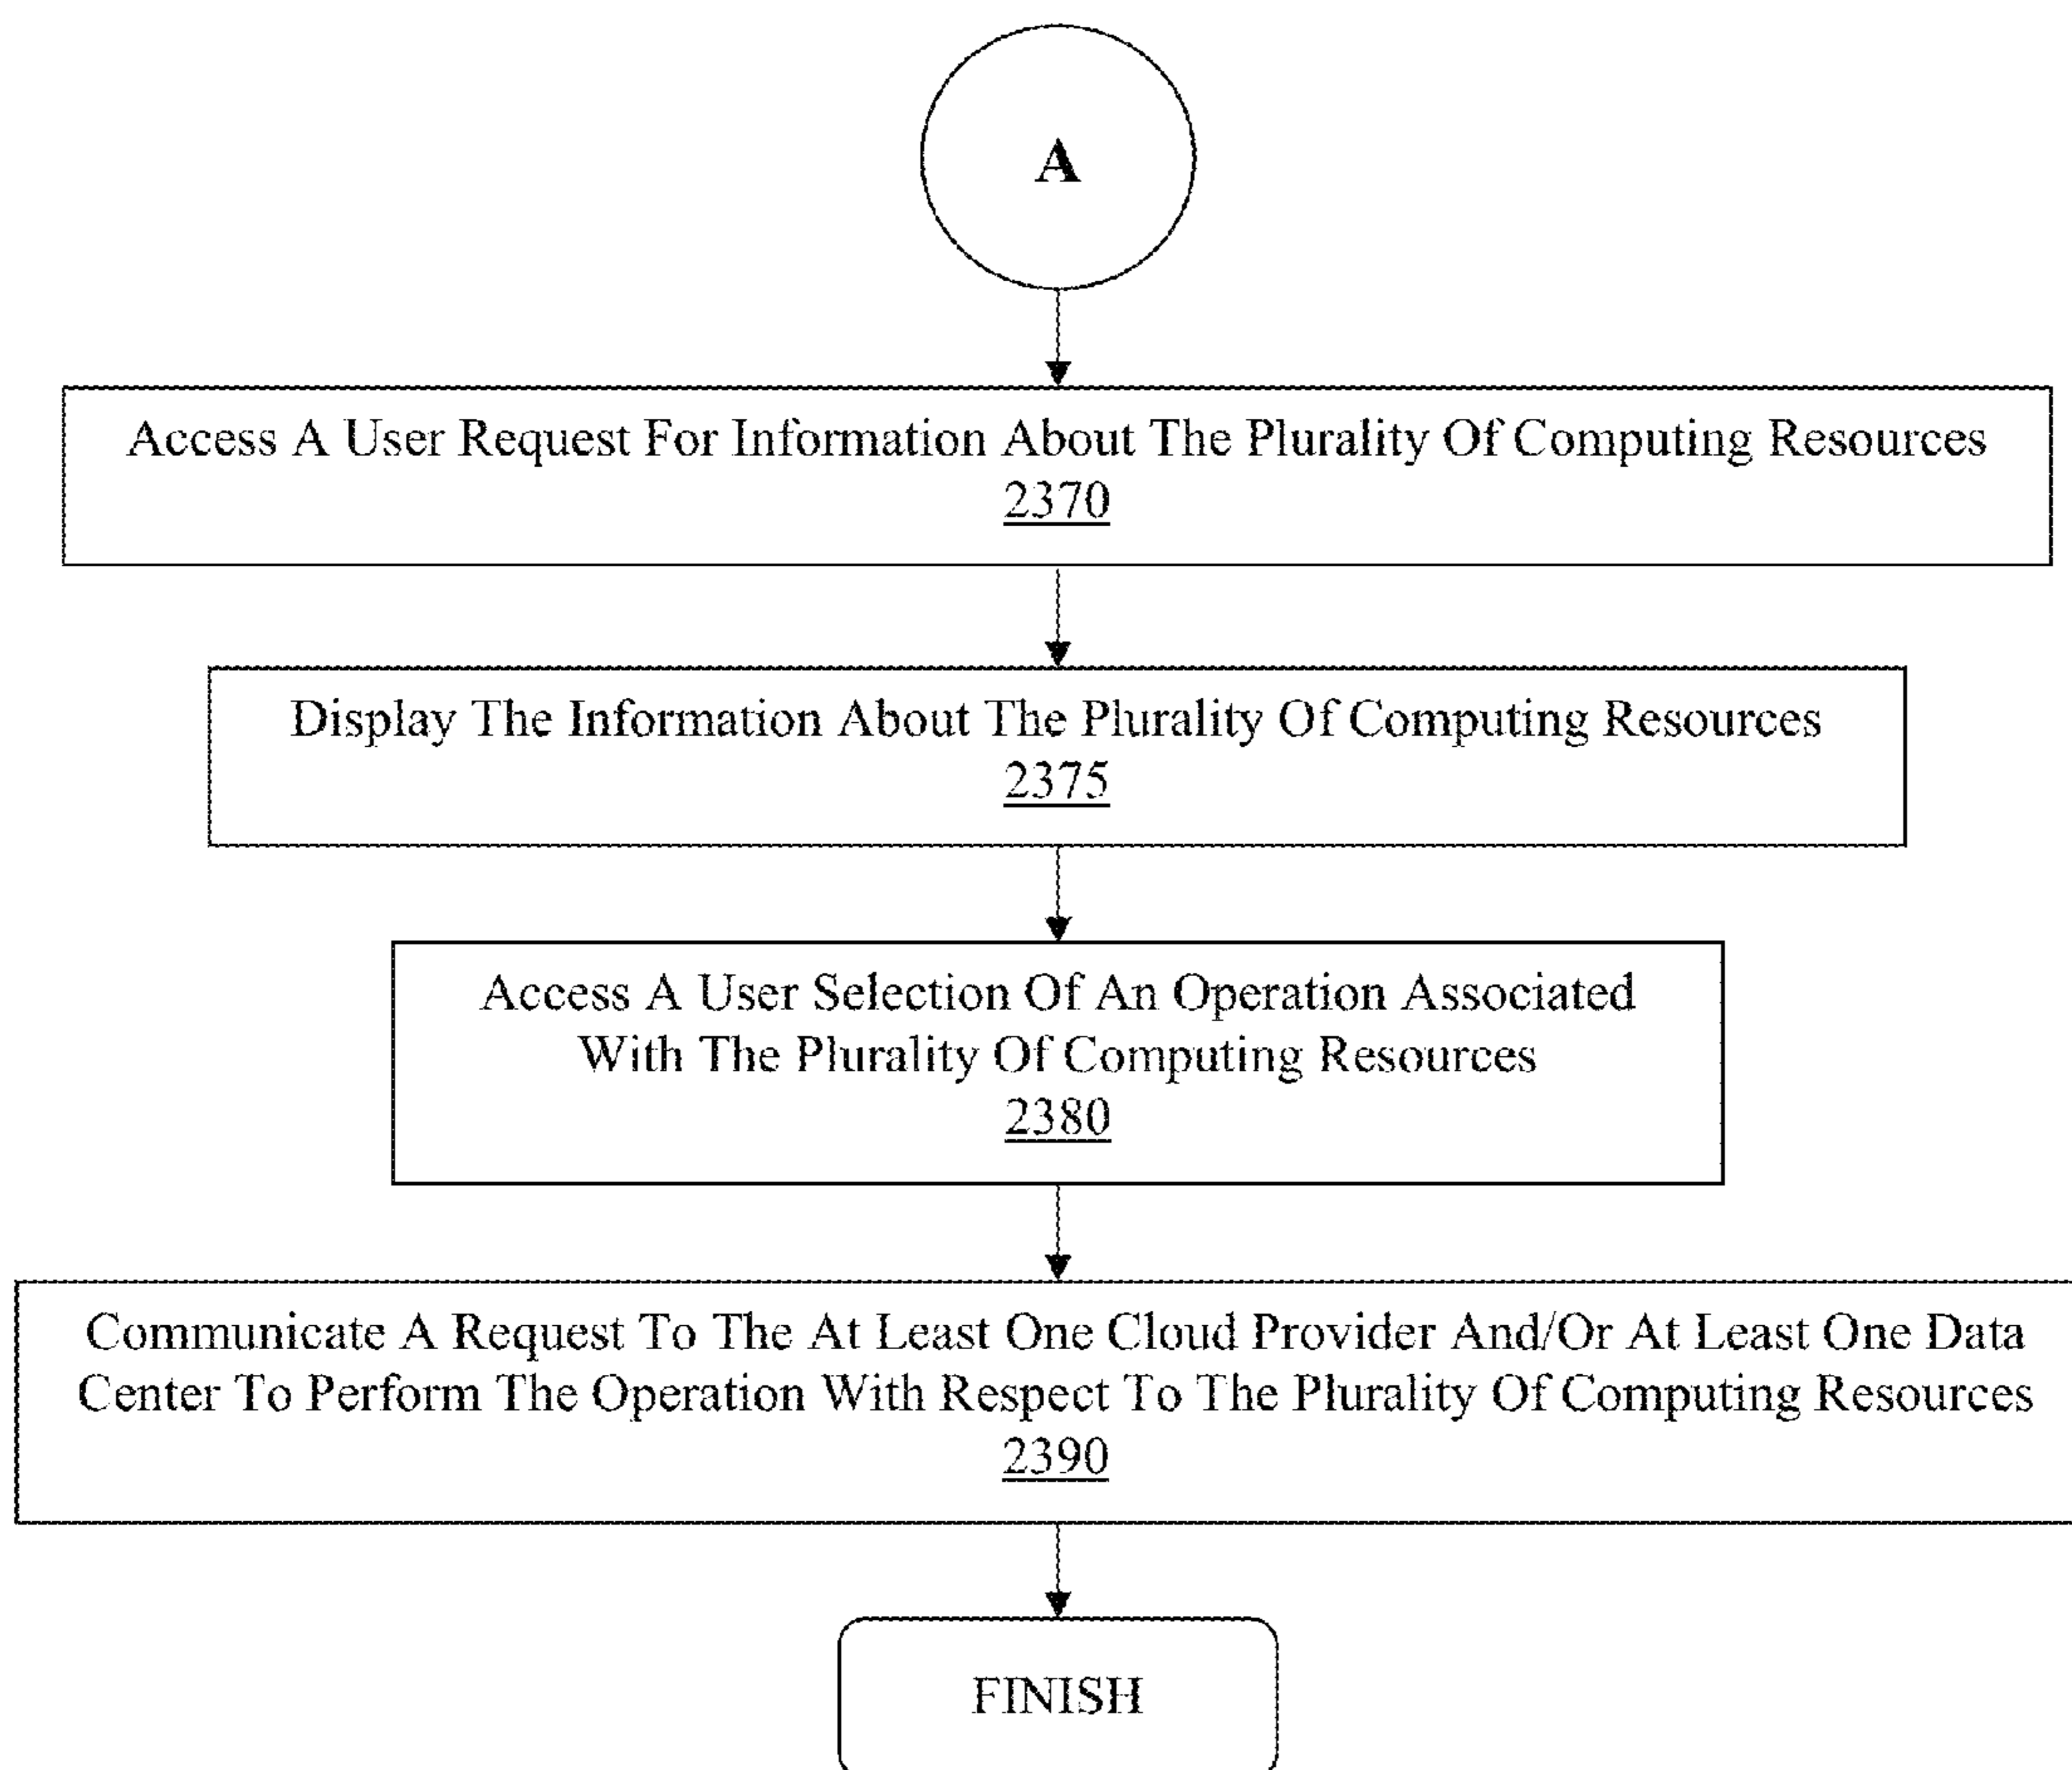 A
Access A User Request For Information About The Plurality Of Computing Resources
2370
Display The Information About The Plurality Of Computing Resources
2375
Access A User Selection Of An Operation Associated
With The Plurality Of Computing Resources
2380
Communicate A Request To The At Least One Cloud Provider And/Or At Least One Data
Center To Perform The Operation With Respect To The Plurality Of Computing Resources
2390
FINISH